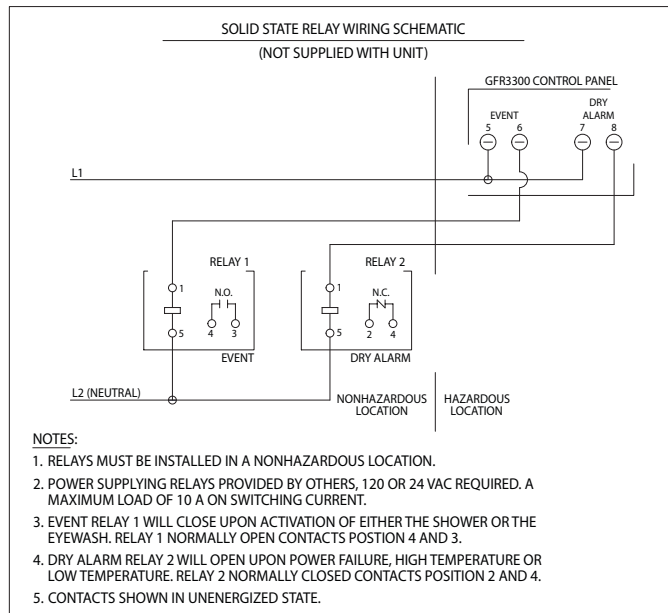 SOLID STATE RELAY WIRING SCHEMATIC
(NOT SUPPLIED WITH UNIT)
GFR3300 CONTROL PANEL
EVENT
DRY
ALARM
5 6 7 8
L1
RELAY 1
1
N.O.
4 3
5
EVENT
RELAY 2
1
N.C.
2 4
5
DRY ALARM
L2 (NEUTRAL)
NONHAZARDOUS
LOCATION
HAZARDOUS
LOCATION
NOTES:
1. RELAYS MUST BE INSTALLED IN A NONHAZARDOUS LOCATION.
2. POWER SUPPLYING RELAYS PROVIDED BY OTHERS, 120 OR 24 VAC REQUIRED. A
MAXIMUM LOAD OF 10 A ON SWITCHING CURRENT.
3. EVENT RELAY 1 WILL CLOSE UPON ACTIVATION OF EITHER THE SHOWER OR THE
EYEWASH. RELAY 1 NORMALLY OPEN CONTACTS POSTION 4 AND 3.
4. DRY ALARM RELAY 2 WILL OPEN UPON POWER FAILURE, HIGH TEMPERATURE OR
LOW TEMPERATURE. RELAY 2 NORMALLY CLOSED CONTACTS POSITION 2 AND 4.
5. CONTACTS SHOWN IN UNENERGIZED STATE.